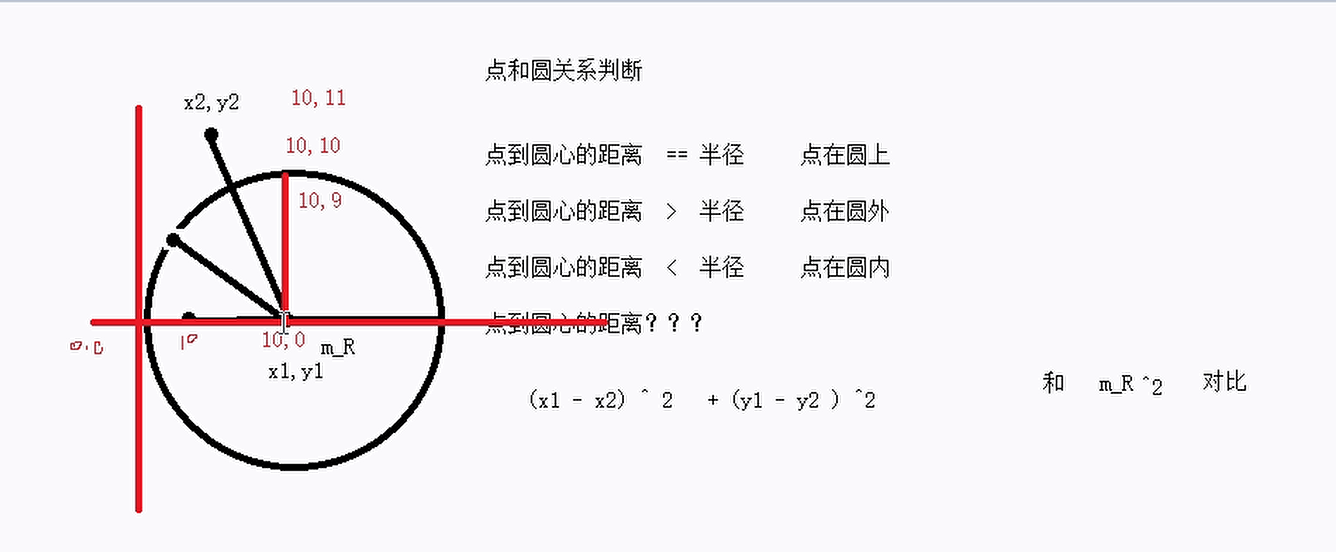 点和圆关系判断
x2,y2
10,11
10,10
点到圆心的距离 == 半径 点在圆上
10,9
点到圆心的距离 > 半径 点在圆外
点到圆心的距离 < 半径 点在圆内
点到圆心的距离???
0.0
10
10,0
m_R
x1,y1
(x1 - x2) ^ 2 + (y1 - y2 ) ^2
和 m_R ^2 对比